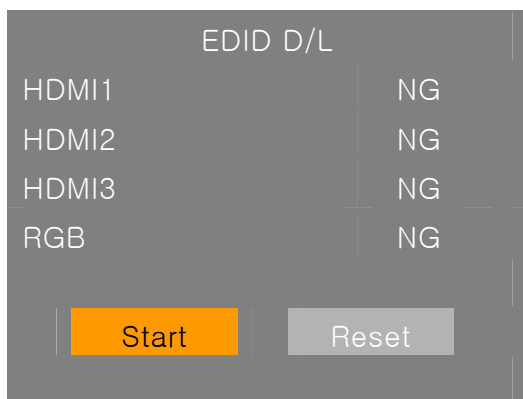 EDID D/L
HDMI1 NG
HDMI2 NG
HDMI3 NG
RGB NG
Start Reset